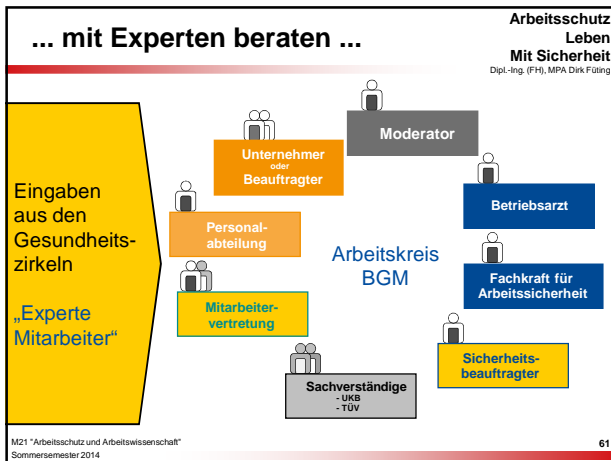 ... mit Experten beraten ...
Arbeitsschutz
Leben
Mit Sicherheit
Dipl.-Ing. (FH), MPA Dirk Füting
Eingaben
aus den
Gesundheits-
zirkeln
„Experte
Mitarbeiter“
Moderator
Unternehmer
oder
Beauftragter
Personal-
abteilung
Mitarbeiter-
vertretung
Arbeitskreis
BGM
Betriebsarzt
Fachkraft für
Arbeitssicherheit
Sicherheits-
beauftragter
Sachverständige
- UKB
- TÜV
M21 "Arbeitsschutz und Arbeitswissenschaft"
Sommersemester 2014
61